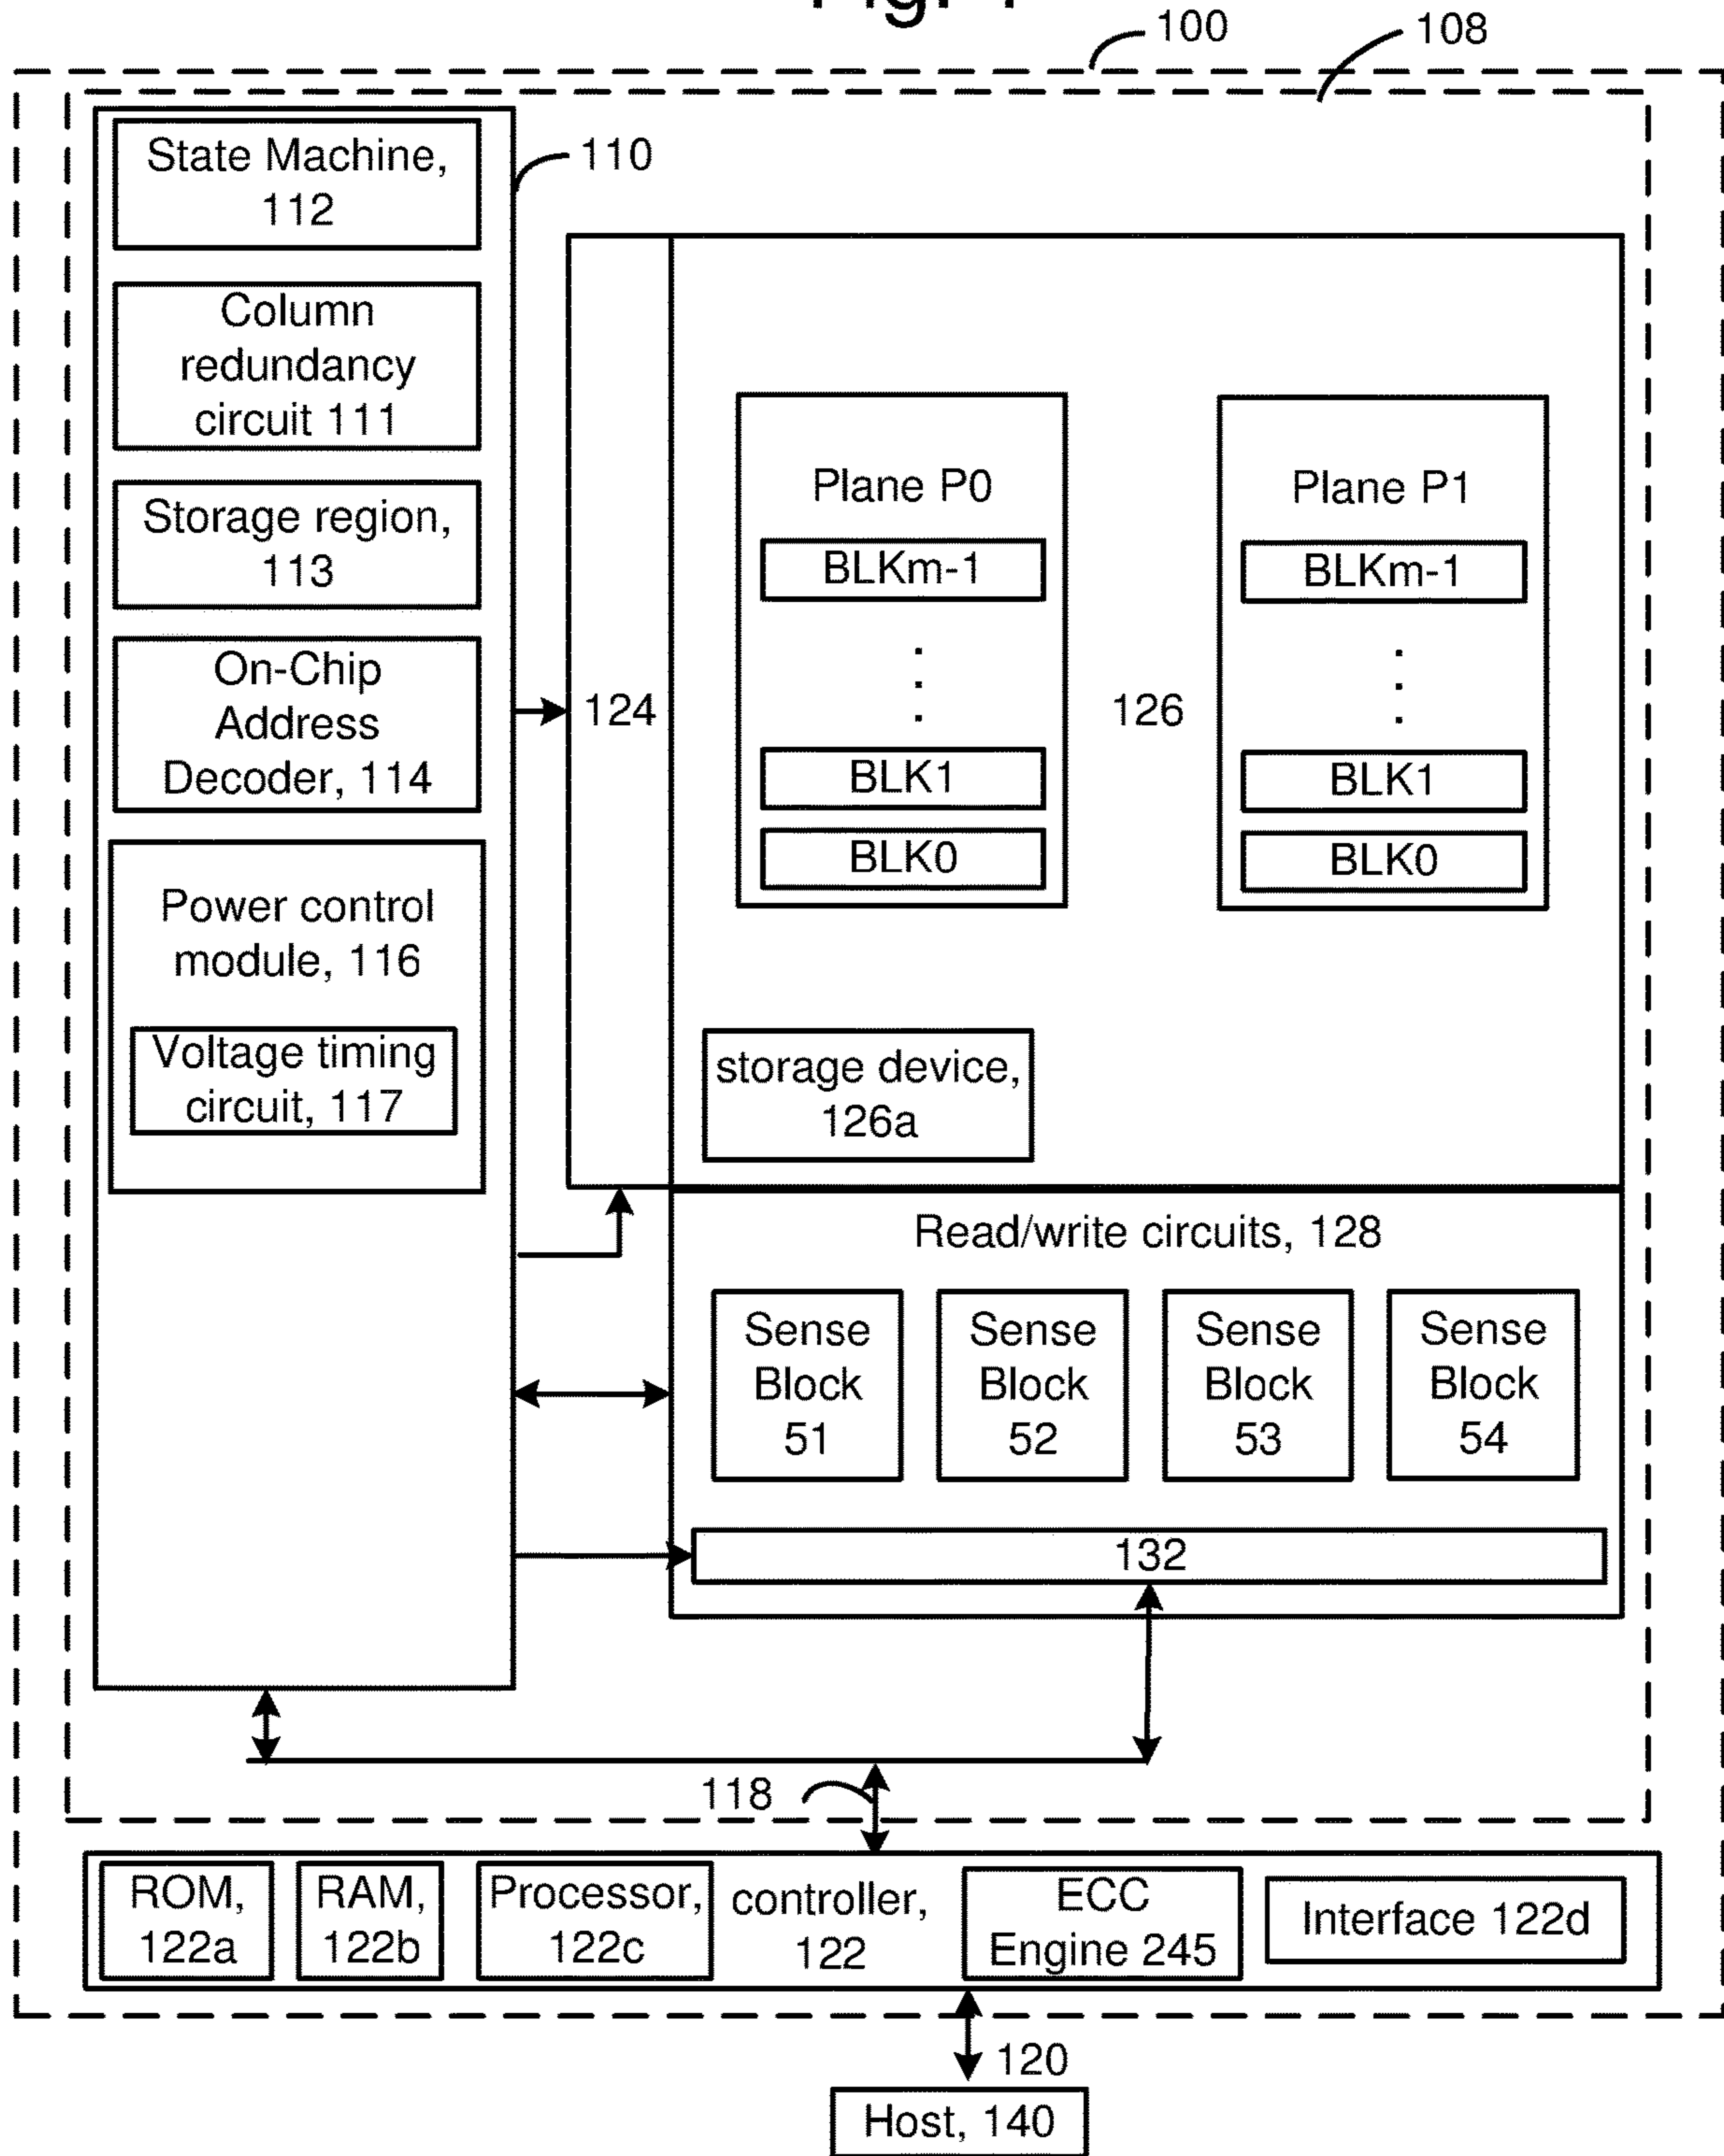 100
108
State Machine,
112
110
Column
redundancy
circuit 111
Storage region,
113
On-Chip
Address
Decoder, 114
Power control
module, 116
Voltage timing
circuit, 117
124
Plane P0
BLKm-1
.
.
.
BLK1
BLK0
126
Plane P1
BLKm-1
.
.
.
BLK1
BLK0
storage device,
126a
Read/write circuits, 128
Sense
Block
51
Sense
Block
52
Sense
Block
53
Sense
Block
54
132
118
ROM,
122a
RAM,
122b
Processor,
122c
controller,
122
ECC
Engine 245
Interface 122d
120
Host, 140